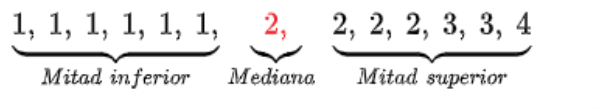 1, 1, 1, 1, 1, 1, 2, 2, 2, 2, 3, 3, 4
Mitad inferior Mediana Mitad superior